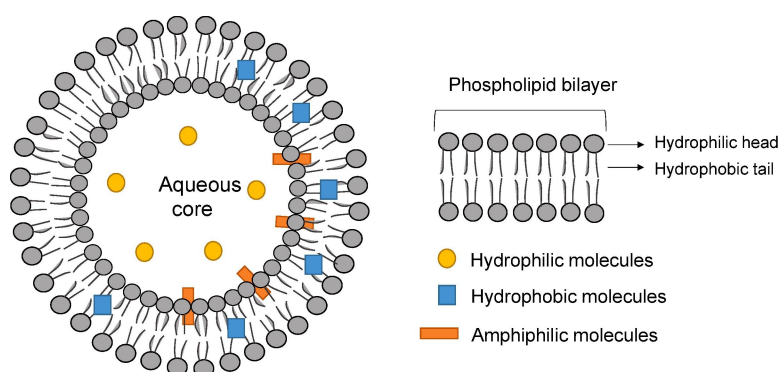 Aqueous
core
Phospholipid bilayer
Hydrophilic head
Hydrophobic tail
Hydrophilic molecules
Hydrophobic molecules
Amphiphilic molecules